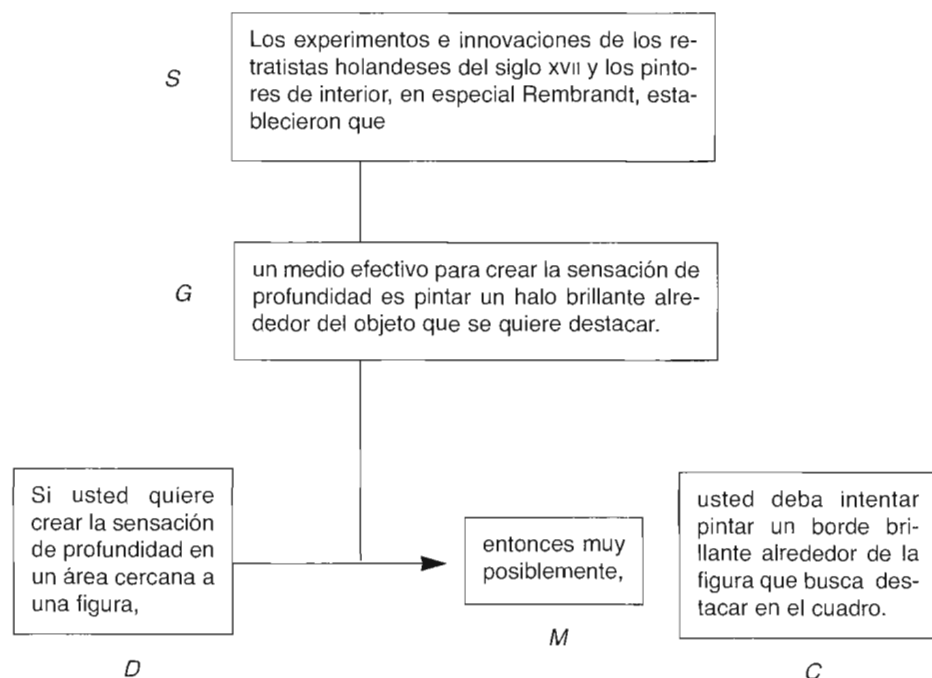 S
Los experimentos e innovaciones de los re-
tratistas holandeses del siglo XVII y los pinto-
res de interior, en especial Rembrandt, esta-
blecieron que
G
un medio efectivo para crear la sensación de
profundidad es pintar un halo brillante alre-
dedor del objeto que se quiere destacar.
Si usted quiere
crear la sensación
de profundidad en
un área cercana a
una figura,
D
entonces muy
posiblemente,
M
usted deba intentar
pintar un borde bri-
llante alrededor de la
figura que busca des-
tacar en el cuadro.
C